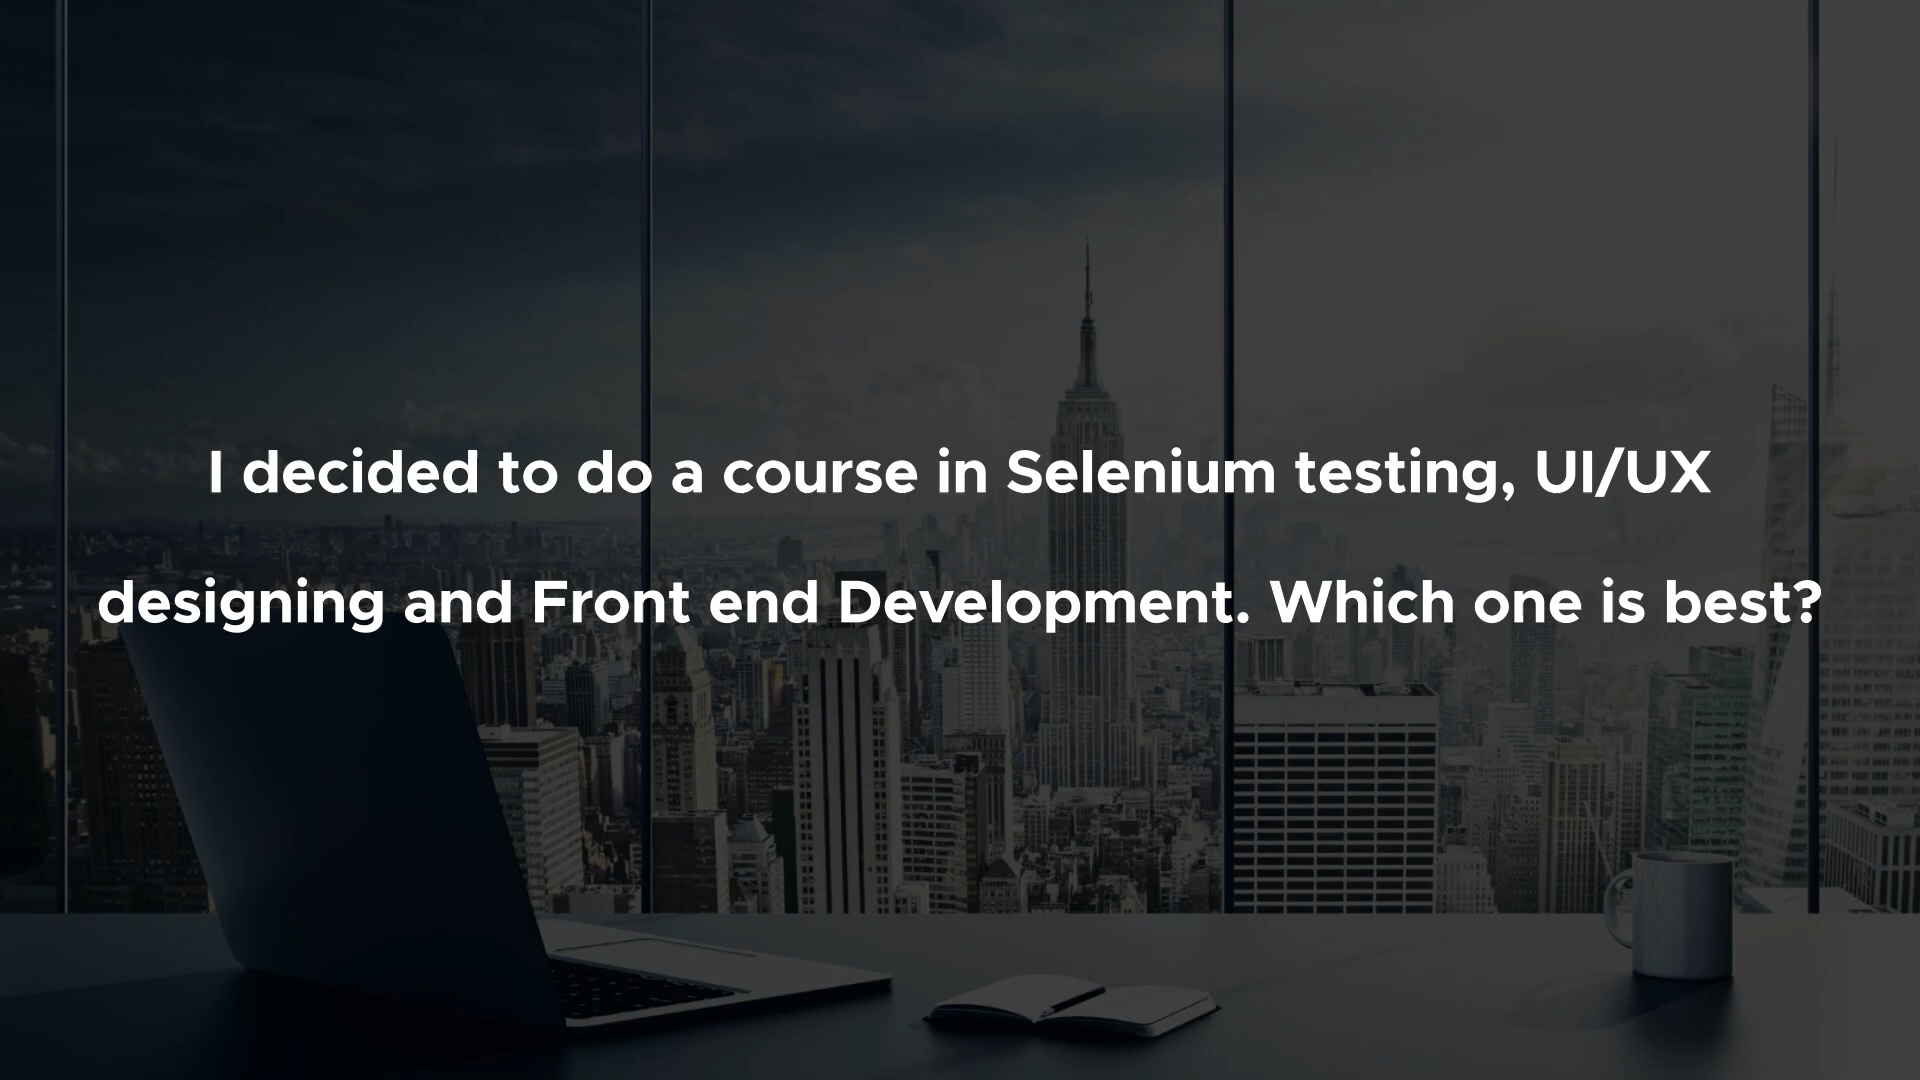 I decided to do a course in Selenium testing, UI/UX
designing and Front end Development. Which one is best?